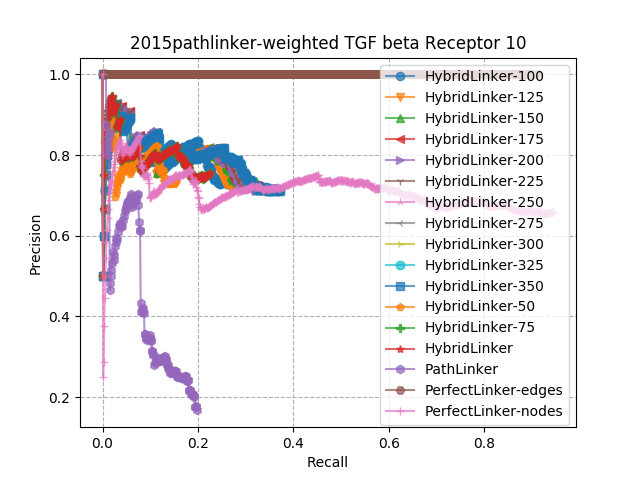 2015pathlinker-weighted TGF beta Receptor 10
Precision
1.0
0.8
0.6
0.4
0.2
0.0
0.2
0.4
0.6
0.8
Recall
HybridLinker-100
HybridLinker-125
HybridLinker-150
HybridLinker-175
HybridLinker-200
HybridLinker-225
HybridLinker-250
HybridLinker-275
HybridLinker-300
HybridLinker-325
HybridLinker-350
HybridLinker-50
HybridLinker-75
HybridLinker
PathLinker
PerfectLinker-edges
PerfectLinker-nodes